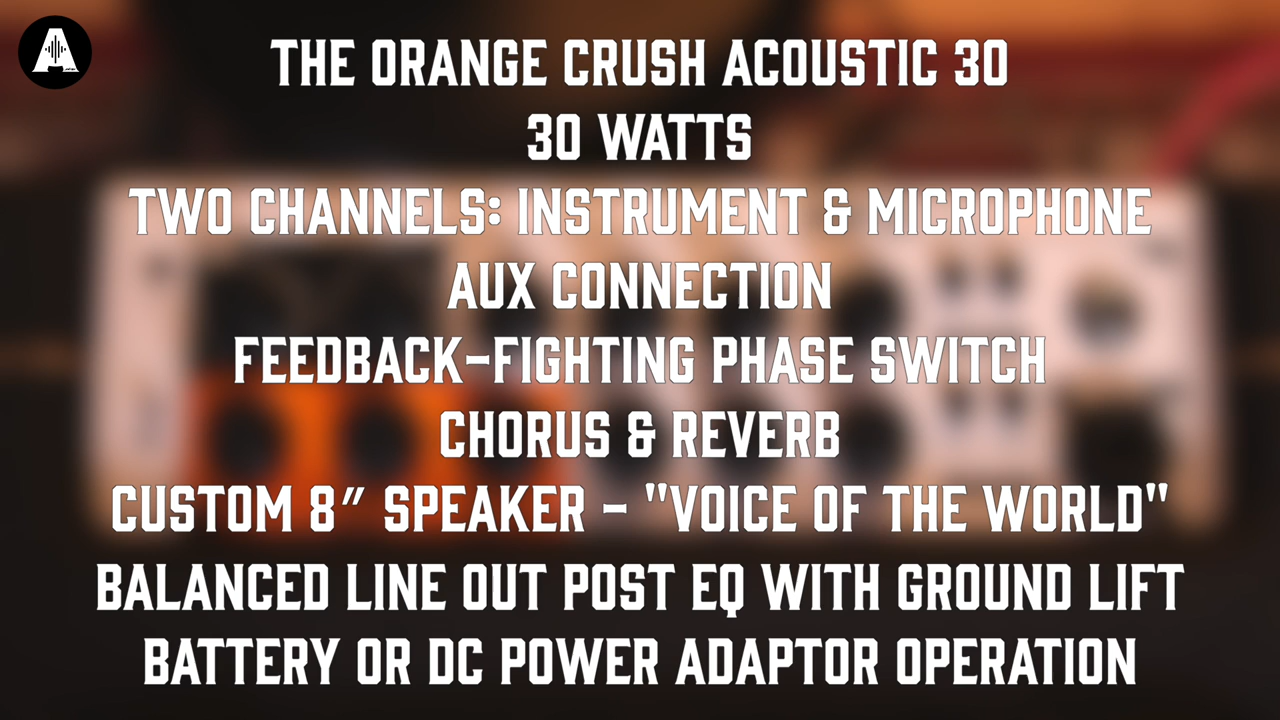 A
THE ORANGE CRUSH ACOUSTIC 30
30 WATTS
TWO CHANNELS: INSTRUMENT & MICROPHONE
AUX CONNECTION
FEEDBACK-FIGHTING PHASE SWITCH
CHORUS & REVERB
CUSTOM 8″ SPEAKER - "VOICE OF THE WORLD"
BALANCED LINE OUT POST EQ WITH GROUND LIFT
BATTERY OR DC POWER ADAPTOR OPERATION